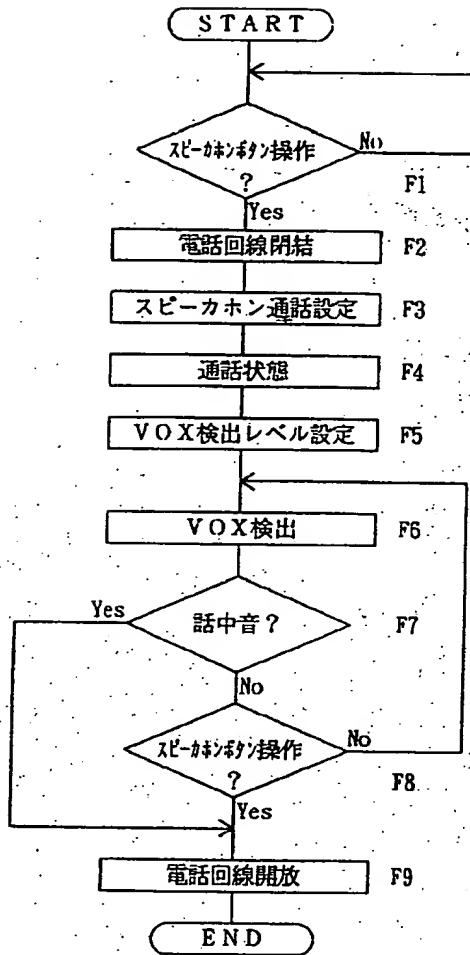 START
スピーカホンボタン操作
?
No
F1
Yes
電話回線閉結
F2
スピーカホン通話設定
F3
通話状態
F4
VOX検出レベル設定
F5
VOX検出
F6
Yes
話中音?
F7
No
スピーカホンボタン操作
?
No
F8
Yes
電話回線開放
F9
END